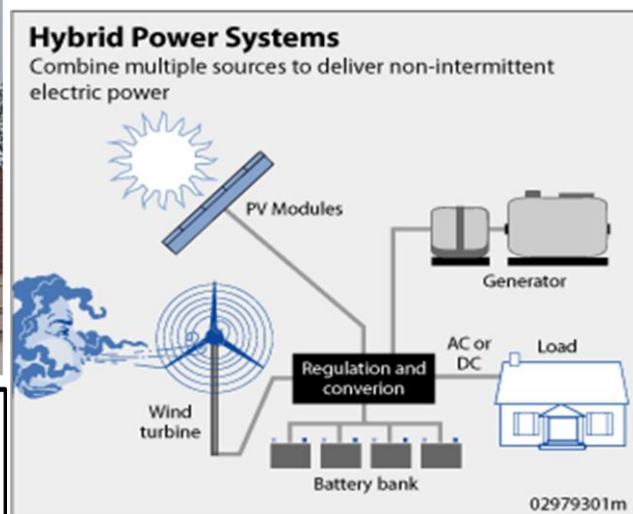 Hybrid Power Systems
Combine multiple sources to deliver non-intermittent
electric power
PV Modules
Generator
AC or
DC
Load
Regulation and
converion
Wind
turbine
Battery bank
02979301m